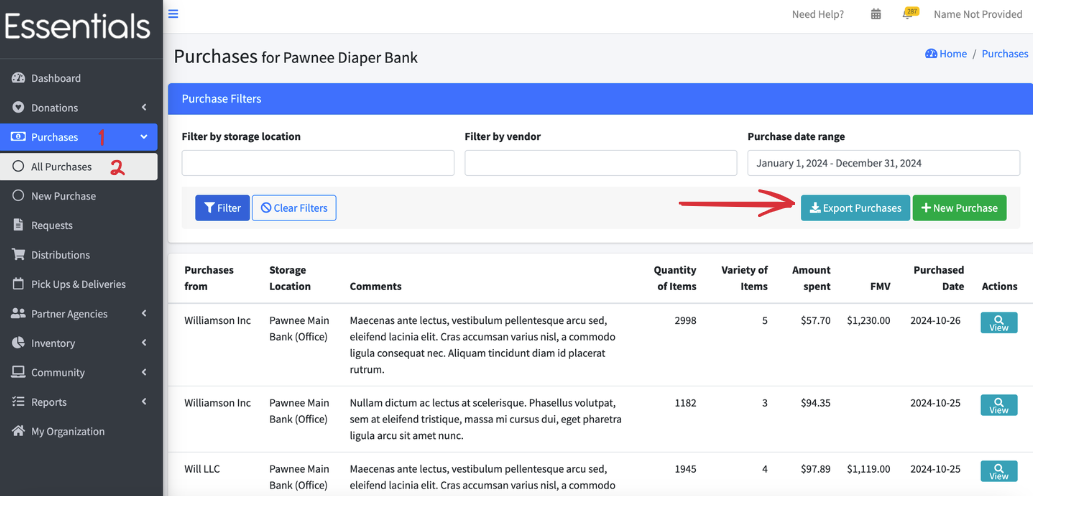 Essentials
Need Help?
287
Name Not Provided
Purchases for Pawnee Diaper Bank
Home / Purchases
Dashboard
Donations
Purchases 1
All Purchases 2
New Purchase
Requests
Distributions
Pick Ups & Deliveries
Partner Agencies
Inventory
Community
Reports
My Organization
Purchase Filters
Filter by storage location
Filter by vendor
Purchase date range
January 1, 2024 - December 31, 2024
Filter
Clear Filters
Export Purchases
New Purchase
Purchases from
Storage Location
Comments
Quantity of Items
Variety of Items
Amount spent
FMV
Purchased Date
Actions
Williamson Inc
Pawnee Main
Bank (Office)
Maecenas ante lectus, vestibulum pellentesque arcu sed,
eleifend lacinia elit. Cras accumsan varius nisl, a commodo
ligula consequat nec. Aliquam tincidunt diam id placerat
rutrum.
2998
5
$57.70
$1,230.00
2024-10-26
View
Williamson Inc
Pawnee Main
Bank (Office)
Nullam dictum ac lectus at scelerisque. Phasellus volutpat,
sem at eleifend tristique, massa mi cursus dui, eget pharetra
ligula arcu sit amet nunc.
1182
3
$94.35
2024-10-25
View
Will LLC
Pawnee Main
Bank (Office)
Maecenas ante lectus, vestibulum pellentesque arcu sed,
eleifend lacinia elit. Cras accumsan varius nisl, a commodo
1945
4
$97.89
$1,119.00
2024-10-25
View